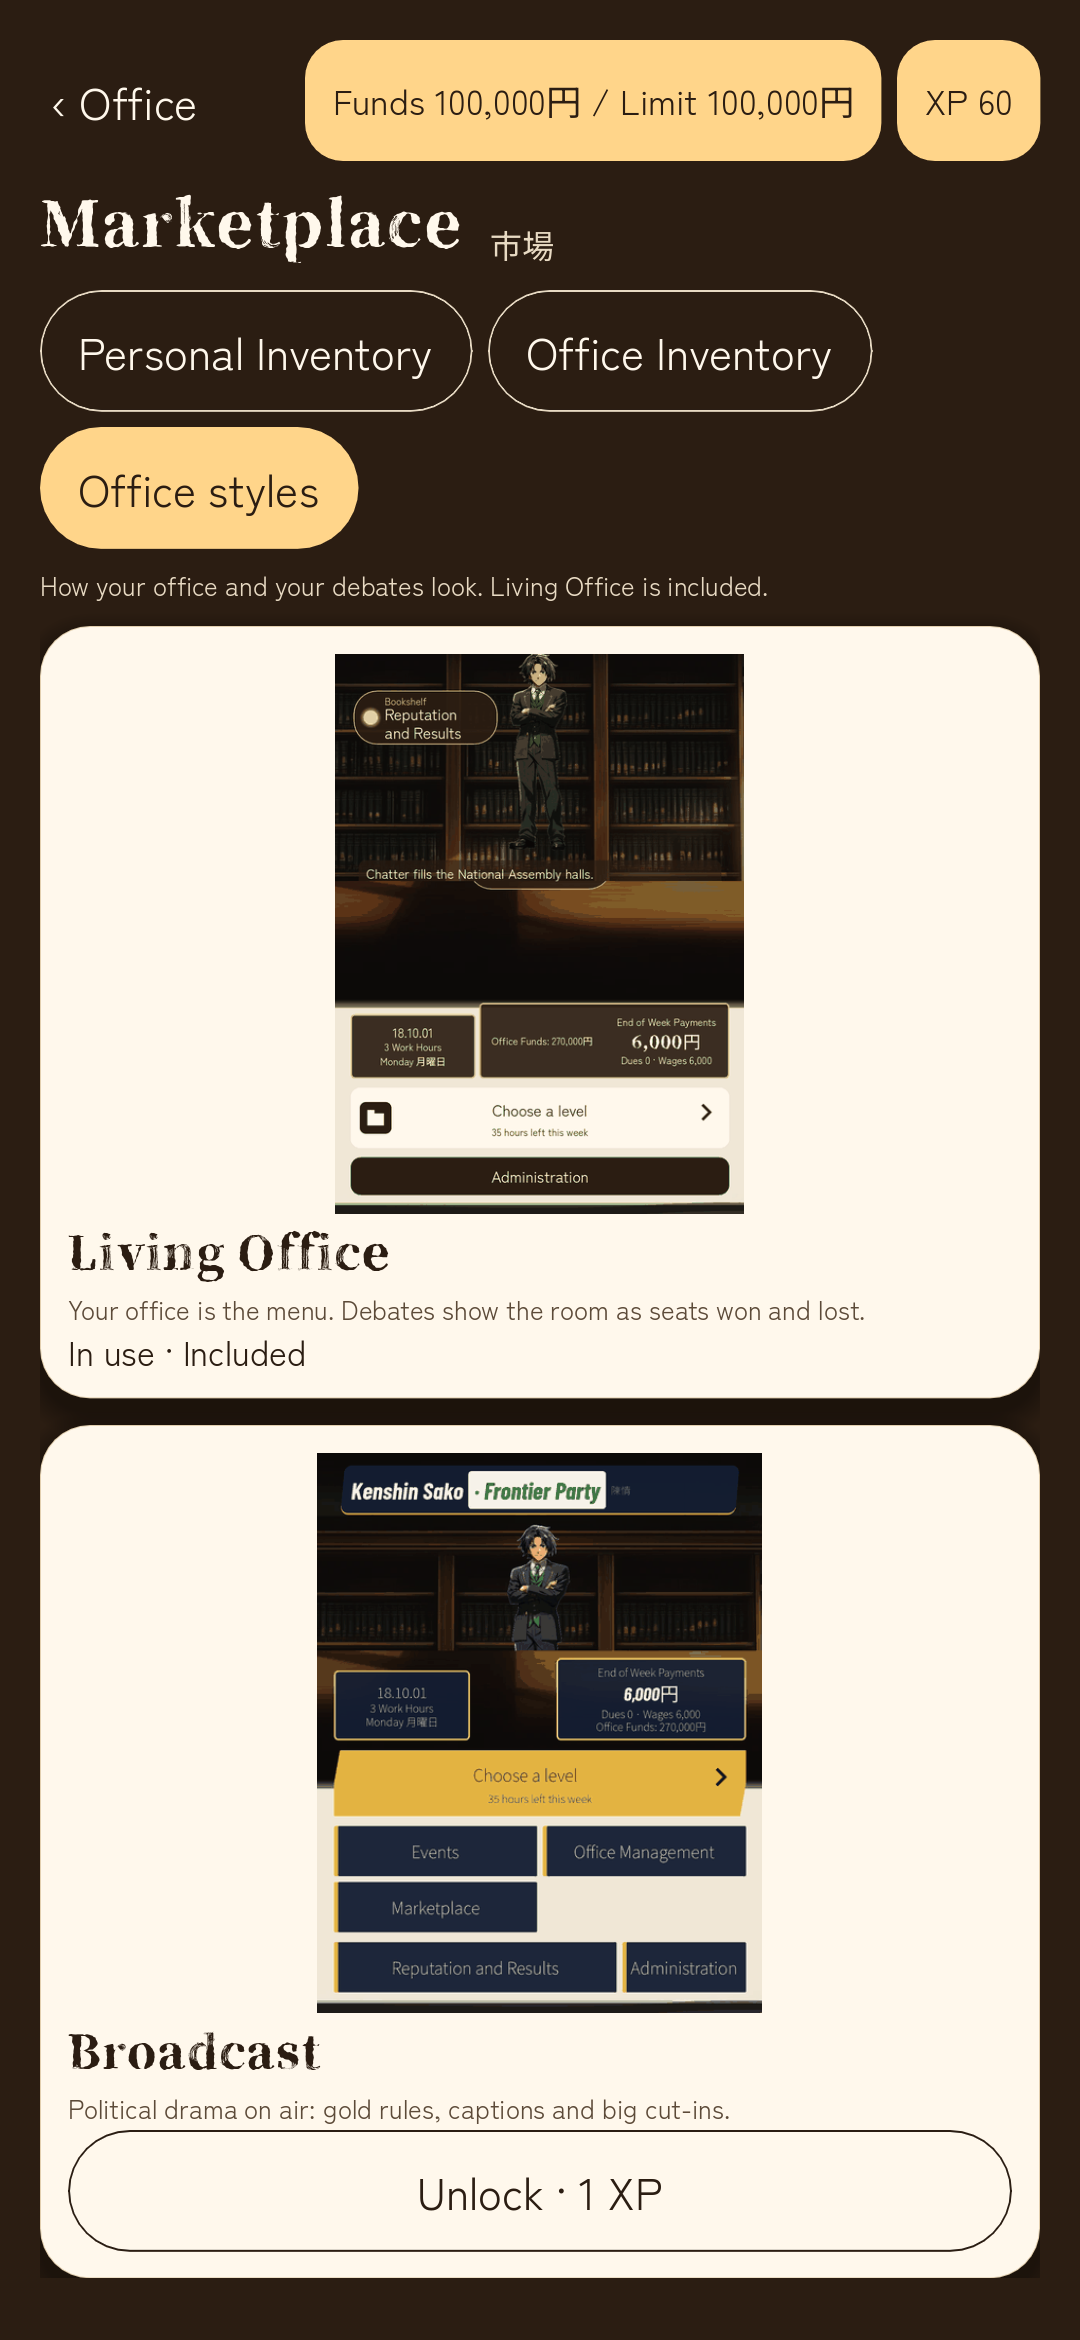 ‹ Office
Funds 100,000円 / Limit 100,000円
XP 60
Marketplace 市場
Personal Inventory
Office Inventory
Office styles
How your office and your debates look. Living Office is included.
Bookshelf
Reputation
and Results
Chatter fills the National Assembly halls.
18.10.01
3 Work Hours
Monday 月曜日
Office Funds: 270,000円
End of Week Payments
6,000円
Dues 0 · Wages 6,000
Choose a level
35 hours left this week
Administration
Living Office
Your office is the menu. Debates show the room as seats won and lost.
In use · Included
Kenshin Sako · Frontier Party 陳情
18.10.01
3 Work Hours
Monday 月曜日
End of Week Payments
6,000円
Dues 0 · Wages 6,000
Office Funds: 270,000円
Choose a level
35 hours left this week
Events
Office Management
Marketplace
Reputation and Results
Administration
Broadcast
Political drama on air: gold rules, captions and big cut-ins.
Unlock · 1 XP